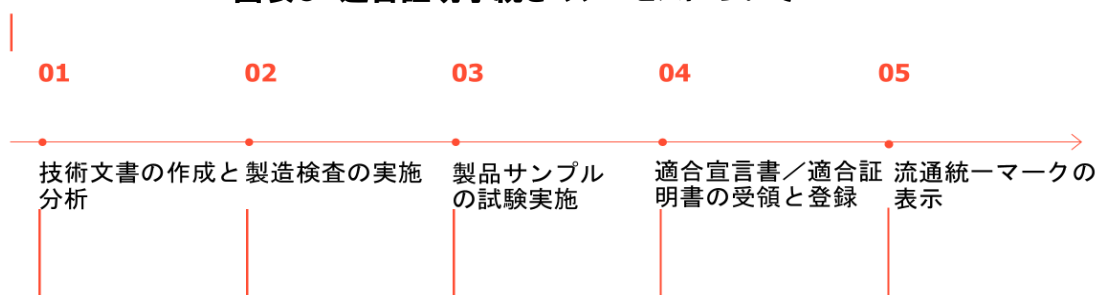 01
02
03
04
05
技術文書の作成と
分析
製造検査の実施
製品サンプル
の試験実施
適合宣言書／適合証
明書の受領と登録
流通統一マークの
表示